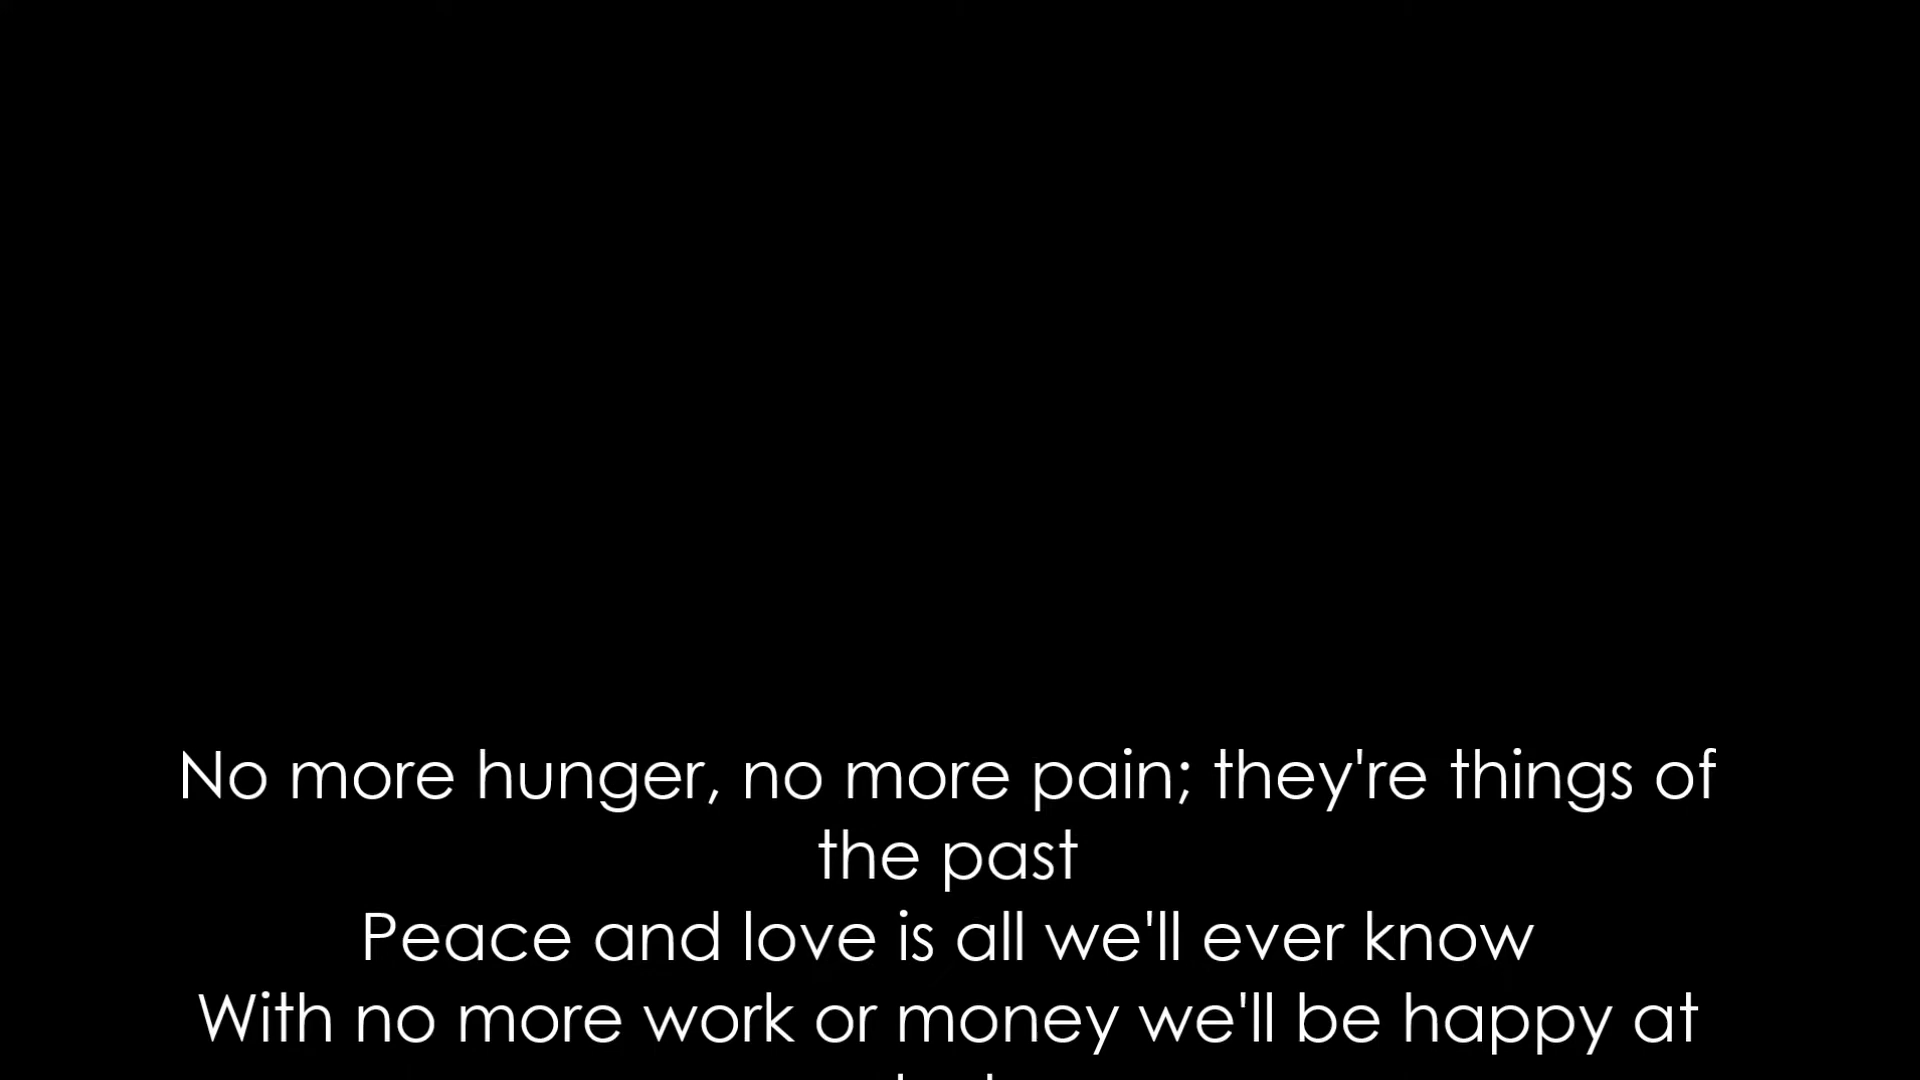 No more hunger, no more pain; they're things of
the past
Peace and love is all we'll ever know
With no more work or money we'll be happy at